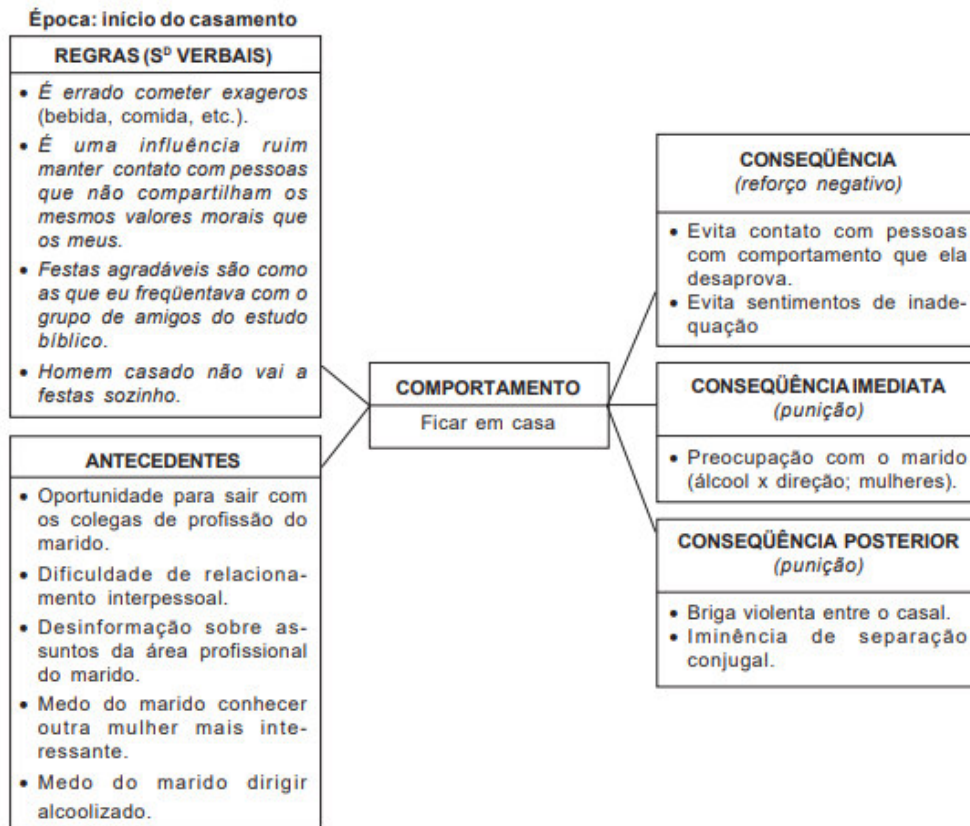 Época: início do casamento
REGRAS (Sᴰ VERBAIS)
• É errado cometer exageros
(bebida, comida, etc.).
• É uma influência ruim
manter contato com pessoas
que não compartilham os
mesmos valores morais que
os meus.
• Festas agradáveis são como
as que eu freqüentava com o
grupo de amigos do estudo
bíblico.
• Homem casado não vai a
festas sozinho.
ANTECEDENTES
• Oportunidade para sair com
os colegas de profissão do
marido.
• Dificuldade de relaciona-
mento interpessoal.
• Desinformação sobre as-
suntos da área profissional
do marido.
• Medo do marido conhecer
outra mulher mais inte-
ressante.
• Medo do marido dirigir
alcoolizado.
COMPORTAMENTO
Ficar em casa
CONSEQÜÊNCIA
(reforço negativo)
• Evita contato com pessoas
com comportamento que ela
desaprova.
• Evita sentimentos de inade-
quação
CONSEQÜÊNCIA IMEDIATA
(punição)
• Preocupação com o marido
(álcool x direção; mulheres).
CONSEQÜÊNCIA POSTERIOR
(punição)
• Briga violenta entre o casal.
• Iminência de separação
conjugal.